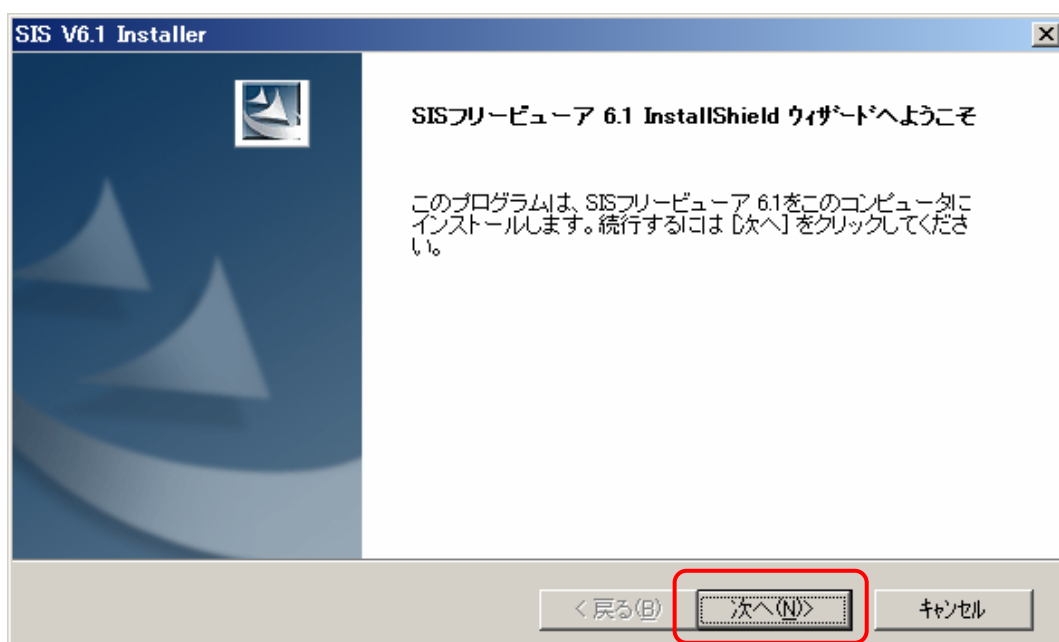 SIS V6.1 Installer
SISフリービューア 6.1 InstallShield ウィザードへようこそ
このプログラムは、SISフリービューア 6.1をこのコンピュータに
インストールします。続行するには [次へ] をクリックしてくださ
い。
< 戻る(B) 次へ(N)> キャンセル